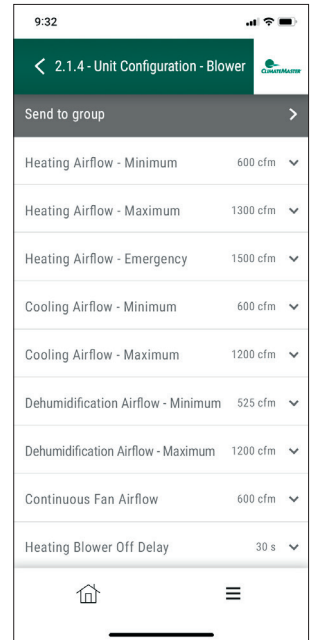 9:32
2.1.4 - Unit Configuration - Blower
ClimateMaster
Send to group
Heating Airflow - Minimum 600 cfm
Heating Airflow - Maximum 1300 cfm
Heating Airflow - Emergency 1500 cfm
Cooling Airflow - Minimum 600 cfm
Cooling Airflow - Maximum 1200 cfm
Dehumidification Airflow - Minimum 525 cfm
Dehumidification Airflow - Maximum 1200 cfm
Continuous Fan Airflow 600 cfm
Heating Blower Off Delay 30 s